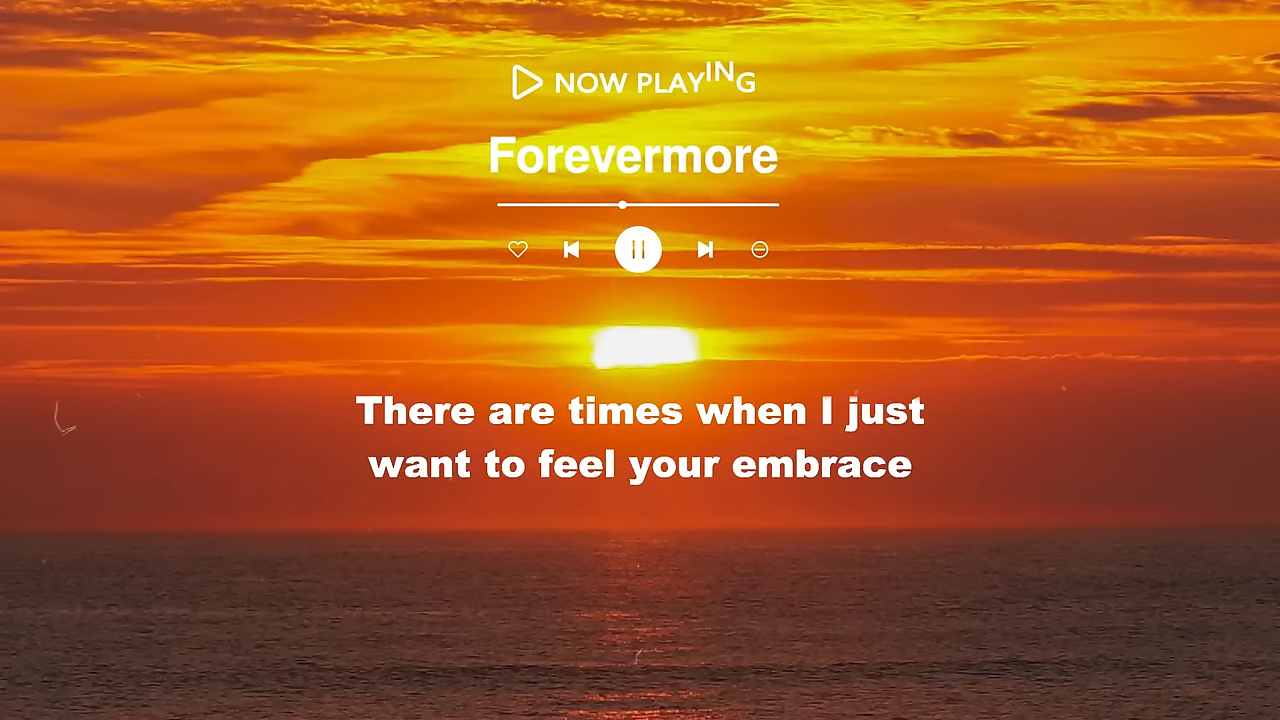 NOW PLAYING
Forevermore
There are times when I just
want to feel your embrace